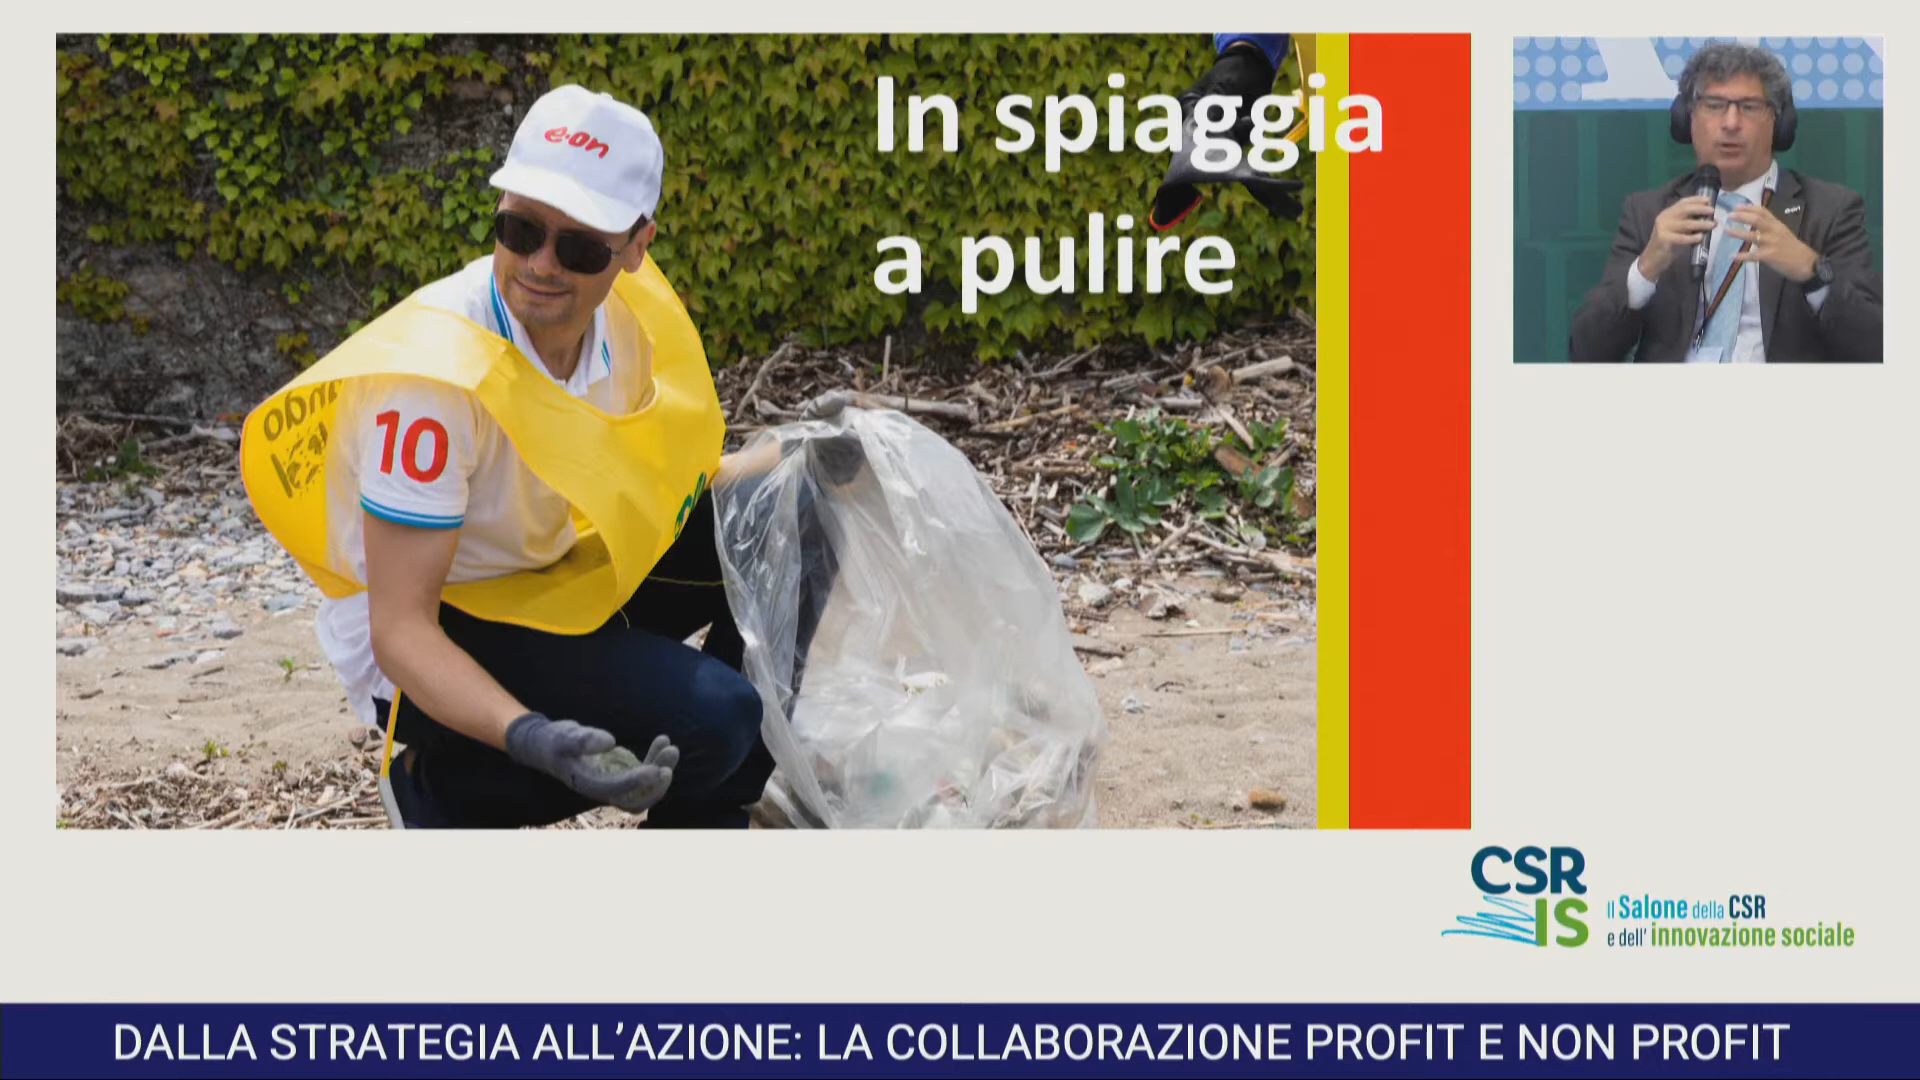 In spiaggia
a pulire
e·on
10
e·on
CSR
IS
Il Salone della CSR
e dell' innovazione sociale
DALLA STRATEGIA ALL’AZIONE: LA COLLABORAZIONE PROFIT E NON PROFIT